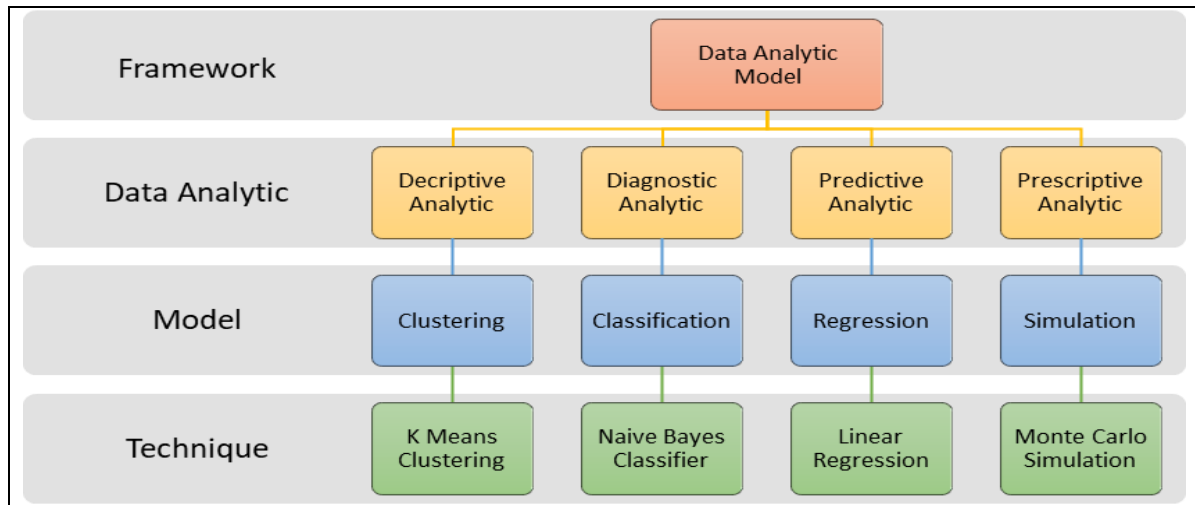 Framework
Data Analytic
Model
Data Analytic
Decriptive
Analytic
Diagnostic
Analytic
Predictive
Analytic
Prescriptive
Analytic
Model
Clustering
Classification
Regression
Simulation
Technique
K Means
Clustering
Naive Bayes
Classifier
Linear
Regression
Monte Carlo
Simulation